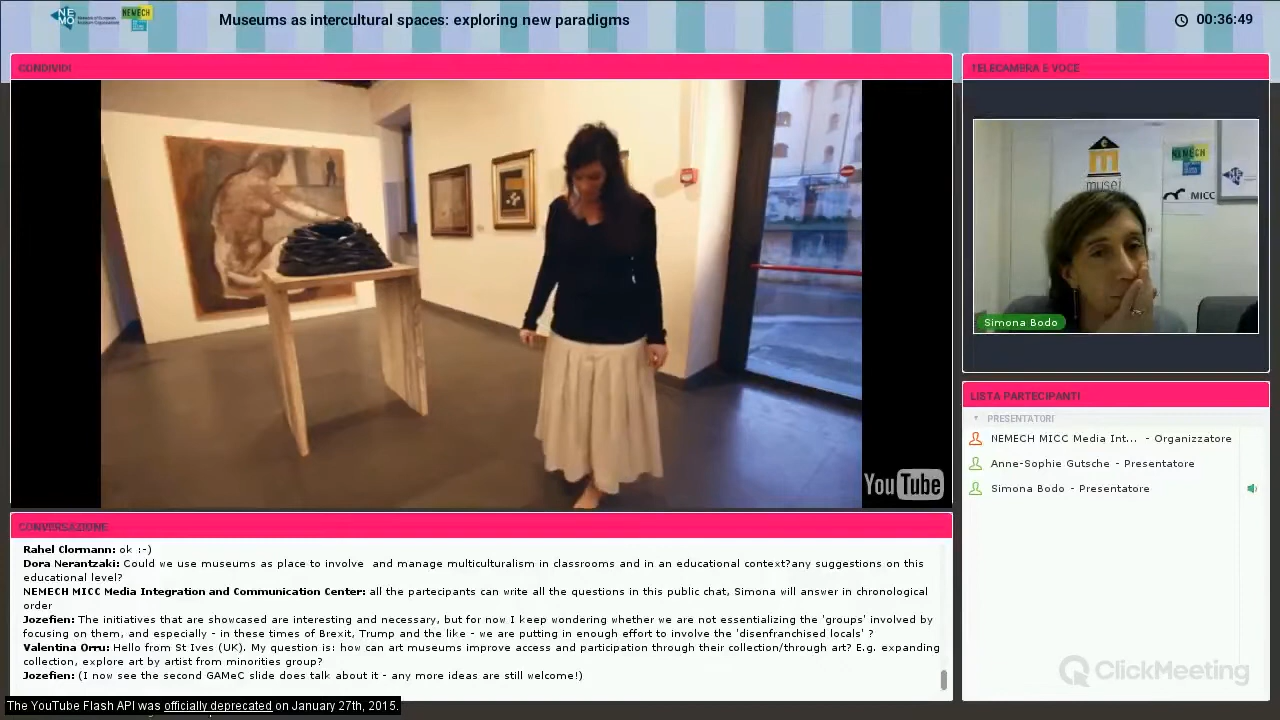 NEMO
NEMECH
Museums as intercultural spaces: exploring new paradigms
00:36:49
CONDIVIDI
TELECAMERA E VOCE
musei
NEMECH
MICC
Simona Bodo
YouTube
LISTA PARTECIPANTI
PRESENTATORI
NEMECH MICC Media Int... - Organizzatore
Anne-Sophie Gutsche - Presentatore
Simona Bodo - Presentatore
CONVERSAZIONE
Rahel Clormann: ok :-)
Dora Nerantzaki: Could we use museums as place to involve and manage multiculturalism in classrooms and in an educational context?any suggestions on this
educational level?
NEMECH MICC Media Integration and Communication Center: all the partecipants can write all the questions in this public chat, Simona will answer in chronological
order
Jozefien: The initiatives that are showcased are interesting and necessary, but for now I keep wondering whether we are not essentializing the 'groups' involved by
focusing on them, and especially - in these times of Brexit, Trump and the like - we are putting in enough effort to involve the 'disenfranchised locals' ?
Valentina Orru: Hello from St Ives (UK). My question is: how can art museums improve access and participation through their collection/through art? E.g. expanding
collection, explore art by artist from minorities group?
Jozefien: (I now see the second GAMeC slide does talk about it - any more ideas are still welcome!)
ClickMeeting
The YouTube Flash API was officially deprecated on January 27th, 2015.